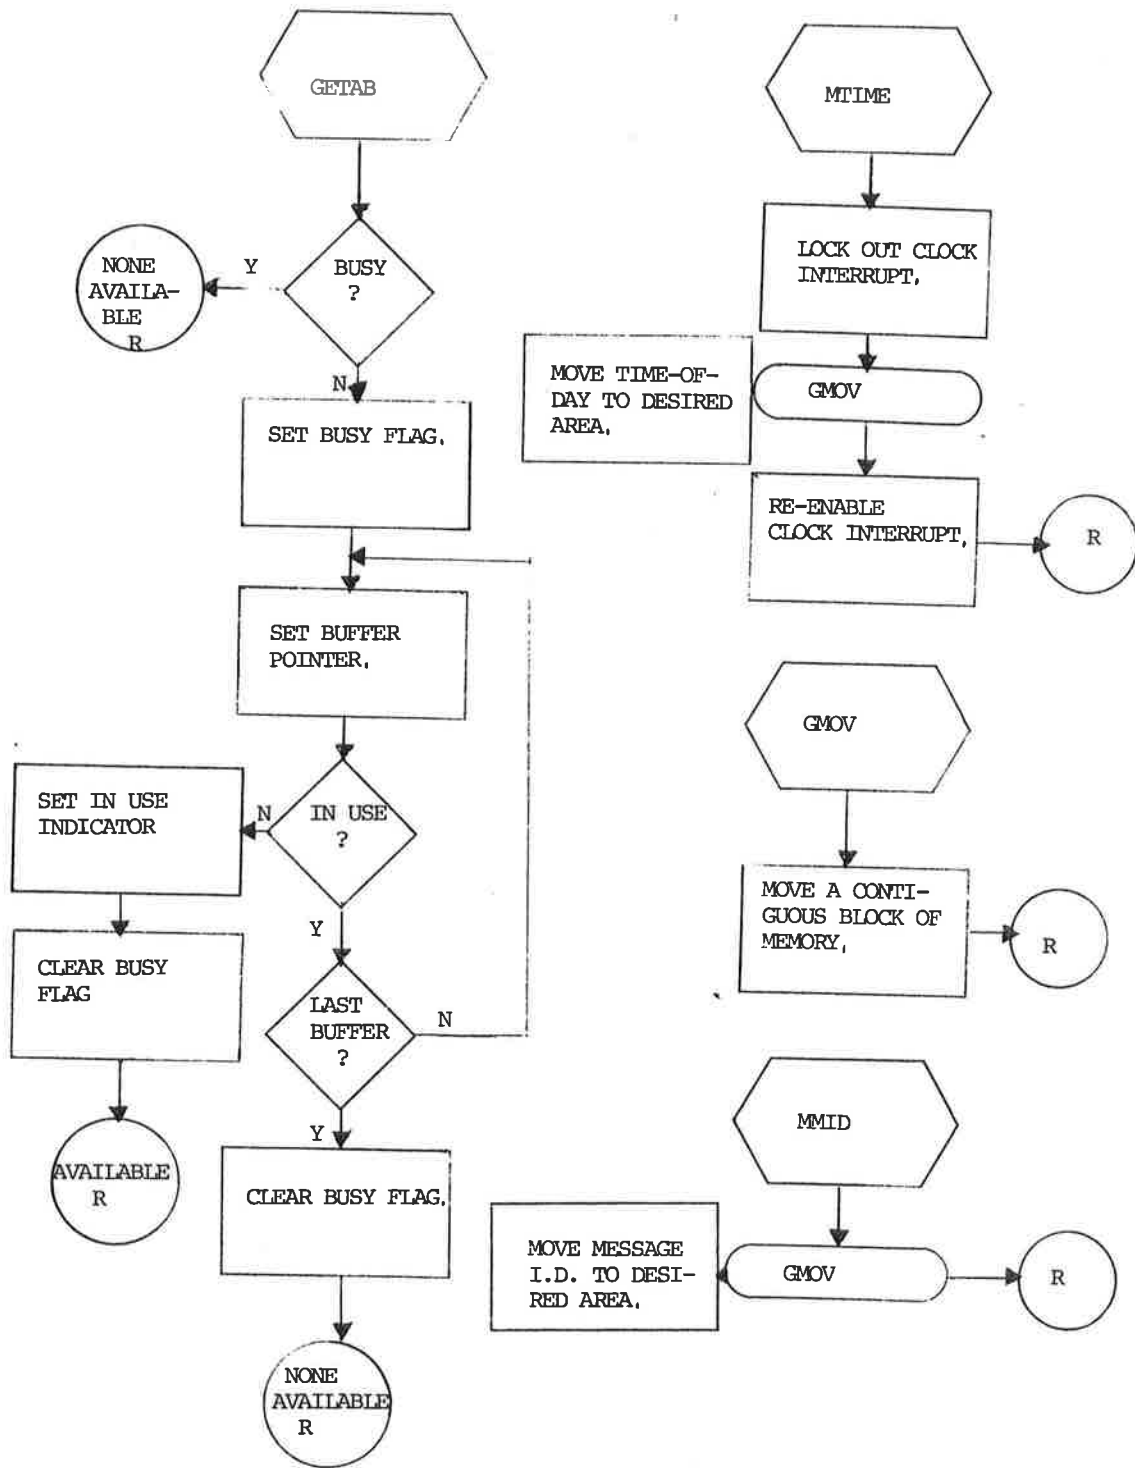 GETAB
BUSY
?
Y
NONE
AVAILA-
BLE
R
N
SET BUSY FLAG.
SET BUFFER
POINTER.
IN USE
?
N
SET IN USE
INDICATOR
CLEAR BUSY
FLAG
AVAILABLE
R
Y
LAST
BUFFER
?
N
Y
CLEAR BUSY FLAG.
NONE
AVAILABLE
R
MTIME
LOCK OUT CLOCK
INTERRUPT.
GMOV
MOVE TIME-OF-
DAY TO DESIRED
AREA.
RE-ENABLE
CLOCK INTERRUPT.
R
GMOV
MOVE A CONTI-
GUOUS BLOCK OF
MEMORY.
R
MMID
GMOV
MOVE MESSAGE
I.D. TO DESI-
RED AREA.
R